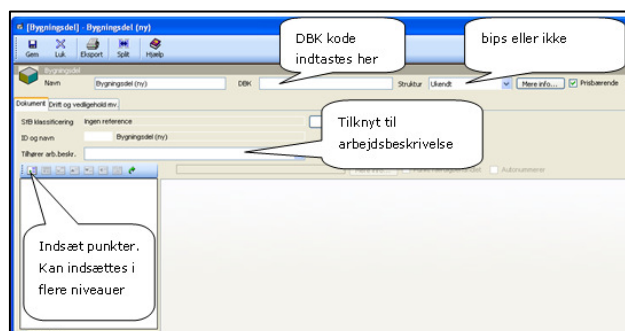 [Bygningsdel] - Bygningsdel (ny)
Gem Luk Eksport Split Hjælp
DBK kode
indtastes her
bips eller ikke
Bygningsdel
Navn Bygningsdel (ny) DBK Struktur Ukendt Mere info... Prisbærende
Dokument Drift og vedligehold mv.
SfB klassificering Ingen reference
ID og navn Bygningsdel (ny)
Tilhører arb.beskr.
Tilknyt til
arbejdsbeskrivelse
Mere info... Autonummerer
Indsæt punkter.
Kan indsættes i
flere niveauer